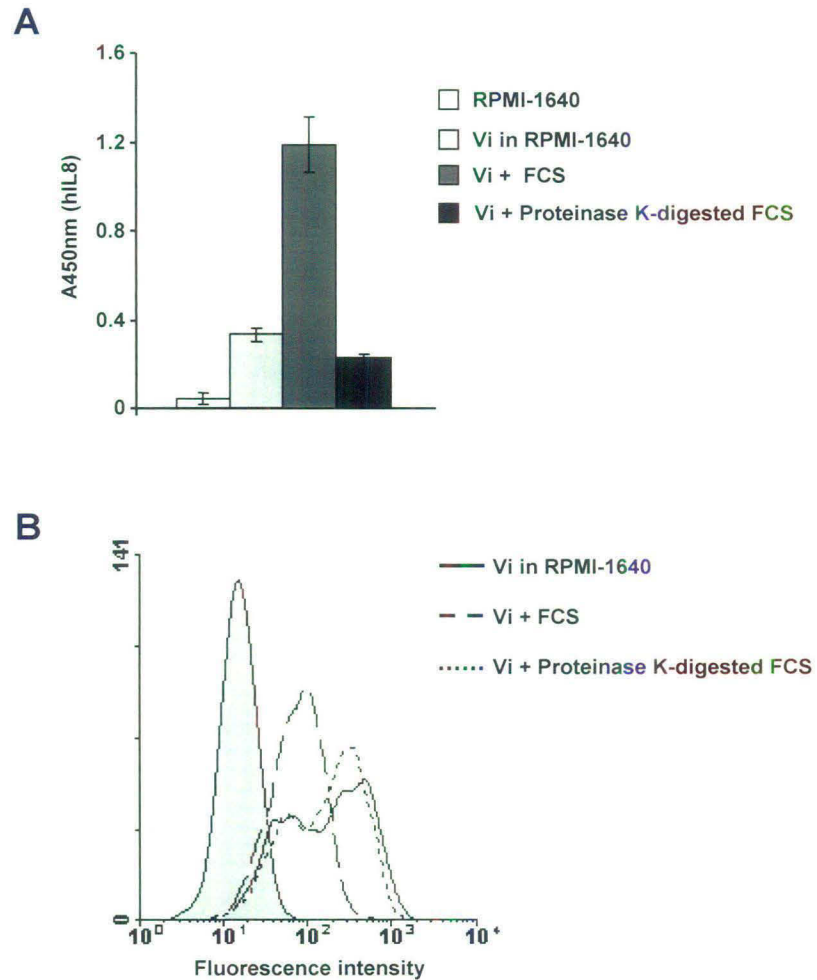 A
1.6
1.2
0.8
0.4
0
A450nm (hIL8)
RPMI-1640
Vi in RPMI-1640
Vi + FCS
Vi + Proteinase K-digested FCS
B
141
0
10⁰ 10¹ 10² 10³ 10⁴
Fluorescence intensity
Vi in RPMI-1640
Vi + FCS
Vi + Proteinase K-digested FCS